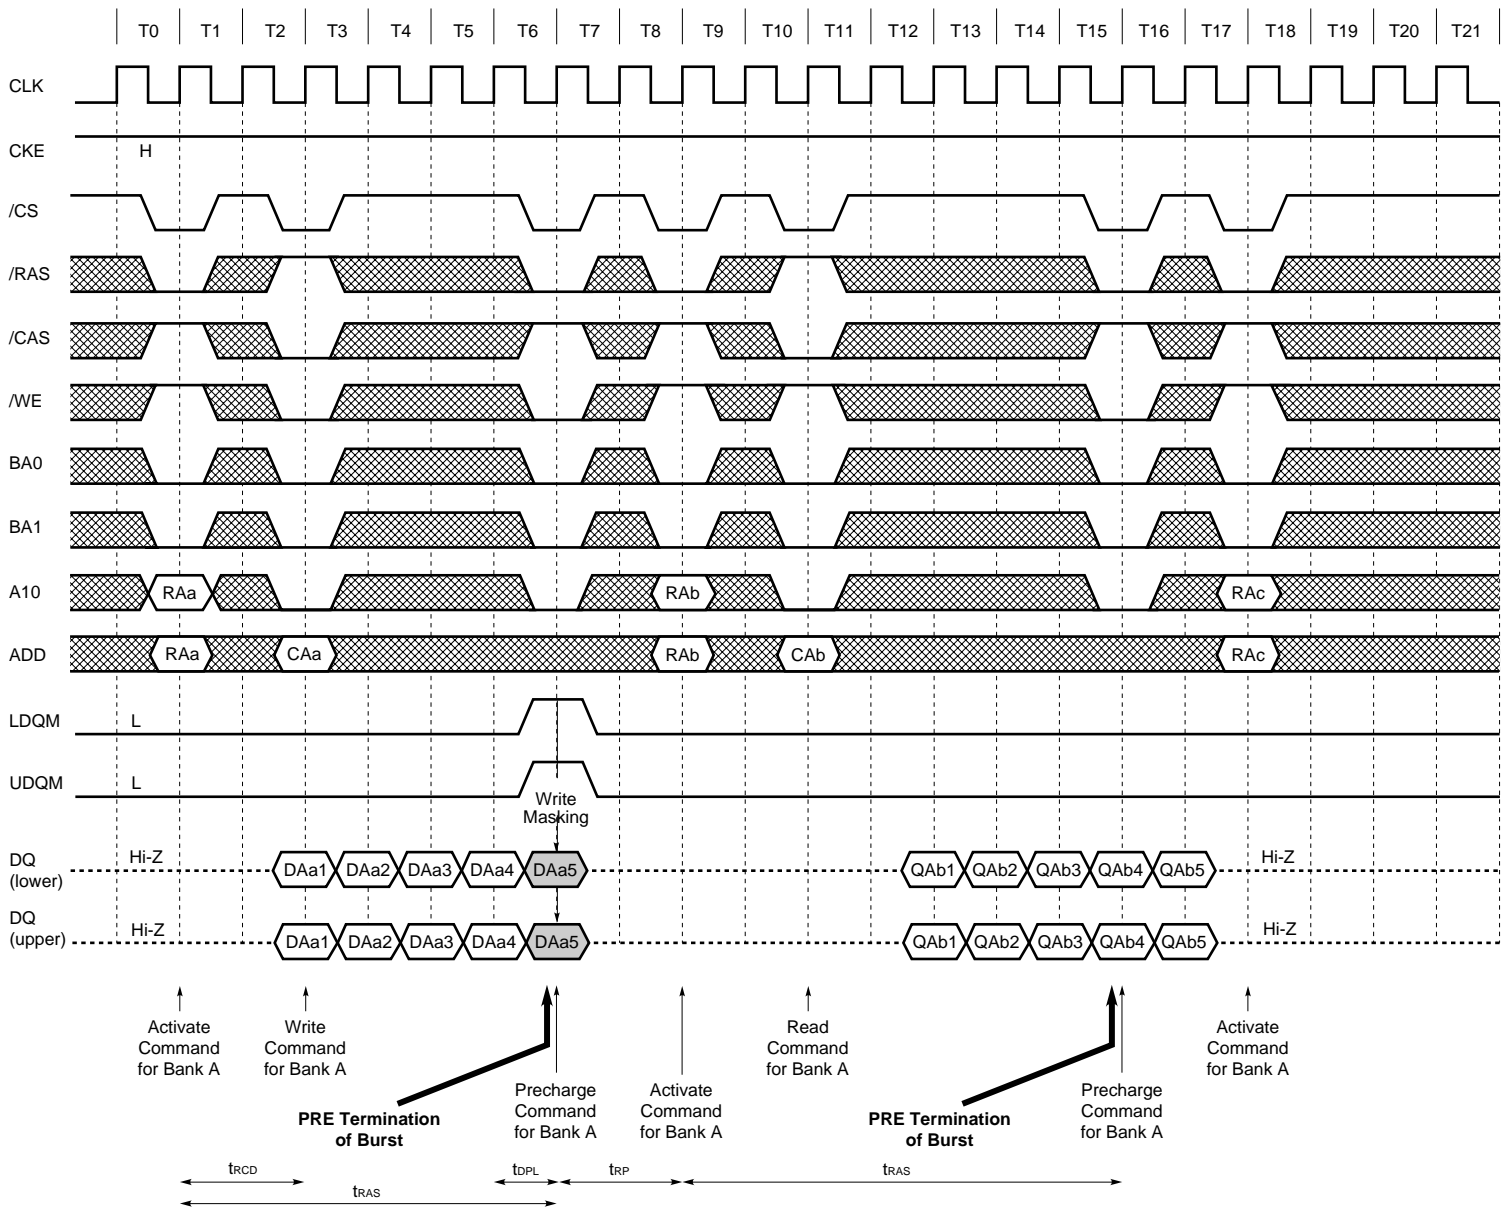 T0 T1 T2 T3 T4 T5 T6 T7 T8 T9 T10 T11 T12 T13 T14 T15 T16 T17 T18 T19 T20 T21
CLK
CKE H
/CS
/RAS
/CAS
/WE
BA0
BA1
A10 RAa RAb RAc
ADD RAa CAa RAb CAb RAc
LDQM L
UDQM L
Write
Masking
DQ
(lower)
Hi-Z DAa1 DAa2 DAa3 DAa4 DAa5 QAb1 QAb2 QAb3 QAb4 QAb5 Hi-Z
DQ
(upper)
Hi-Z DAa1 DAa2 DAa3 DAa4 DAa5 QAb1 QAb2 QAb3 QAb4 QAb5 Hi-Z
Activate
Command
for Bank A
Write
Command
for Bank A
PRE Termination
of Burst
Precharge
Command
for Bank A
Activate
Command
for Bank A
Read
Command
for Bank A
PRE Termination
of Burst
Precharge
Command
for Bank A
Activate
Command
for Bank A
tRCD tDPL tRP tRAS
tRAS